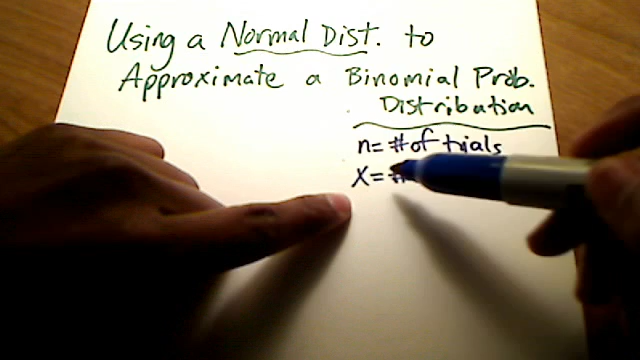 Using a Normal Dist. to
Approximate a Binomial Prob.
Distribution
n=#of trials
X=#